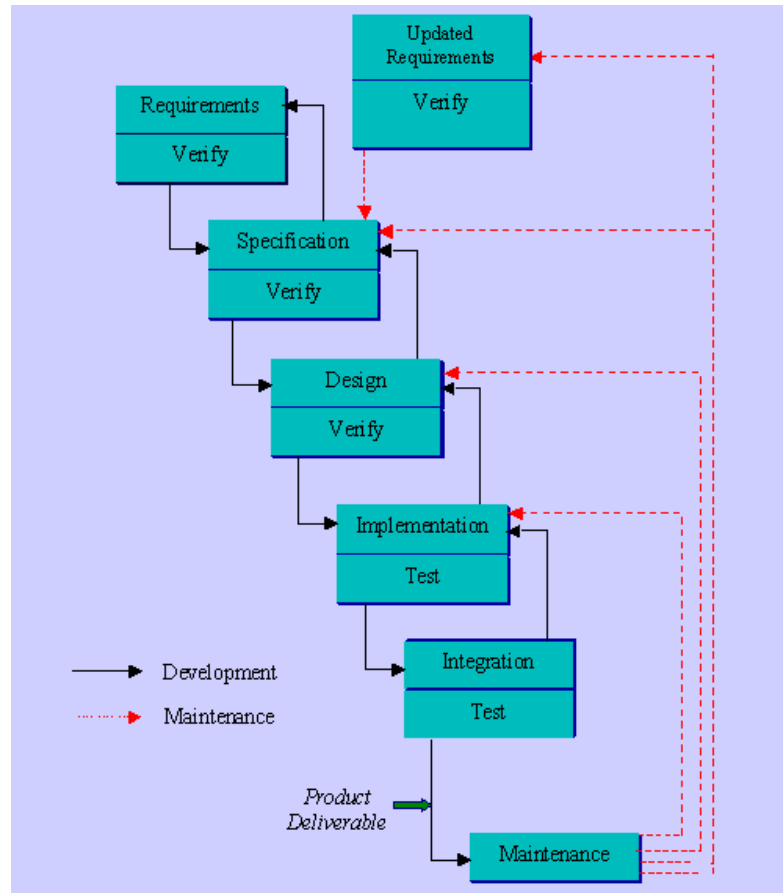 Updated
Requirements
Verify
Requirements
Verify
Specification
Verify
Design
Verify
Implementation
Test
Integration
Test
Development
Maintenance
Product
Deliverable
Maintenance